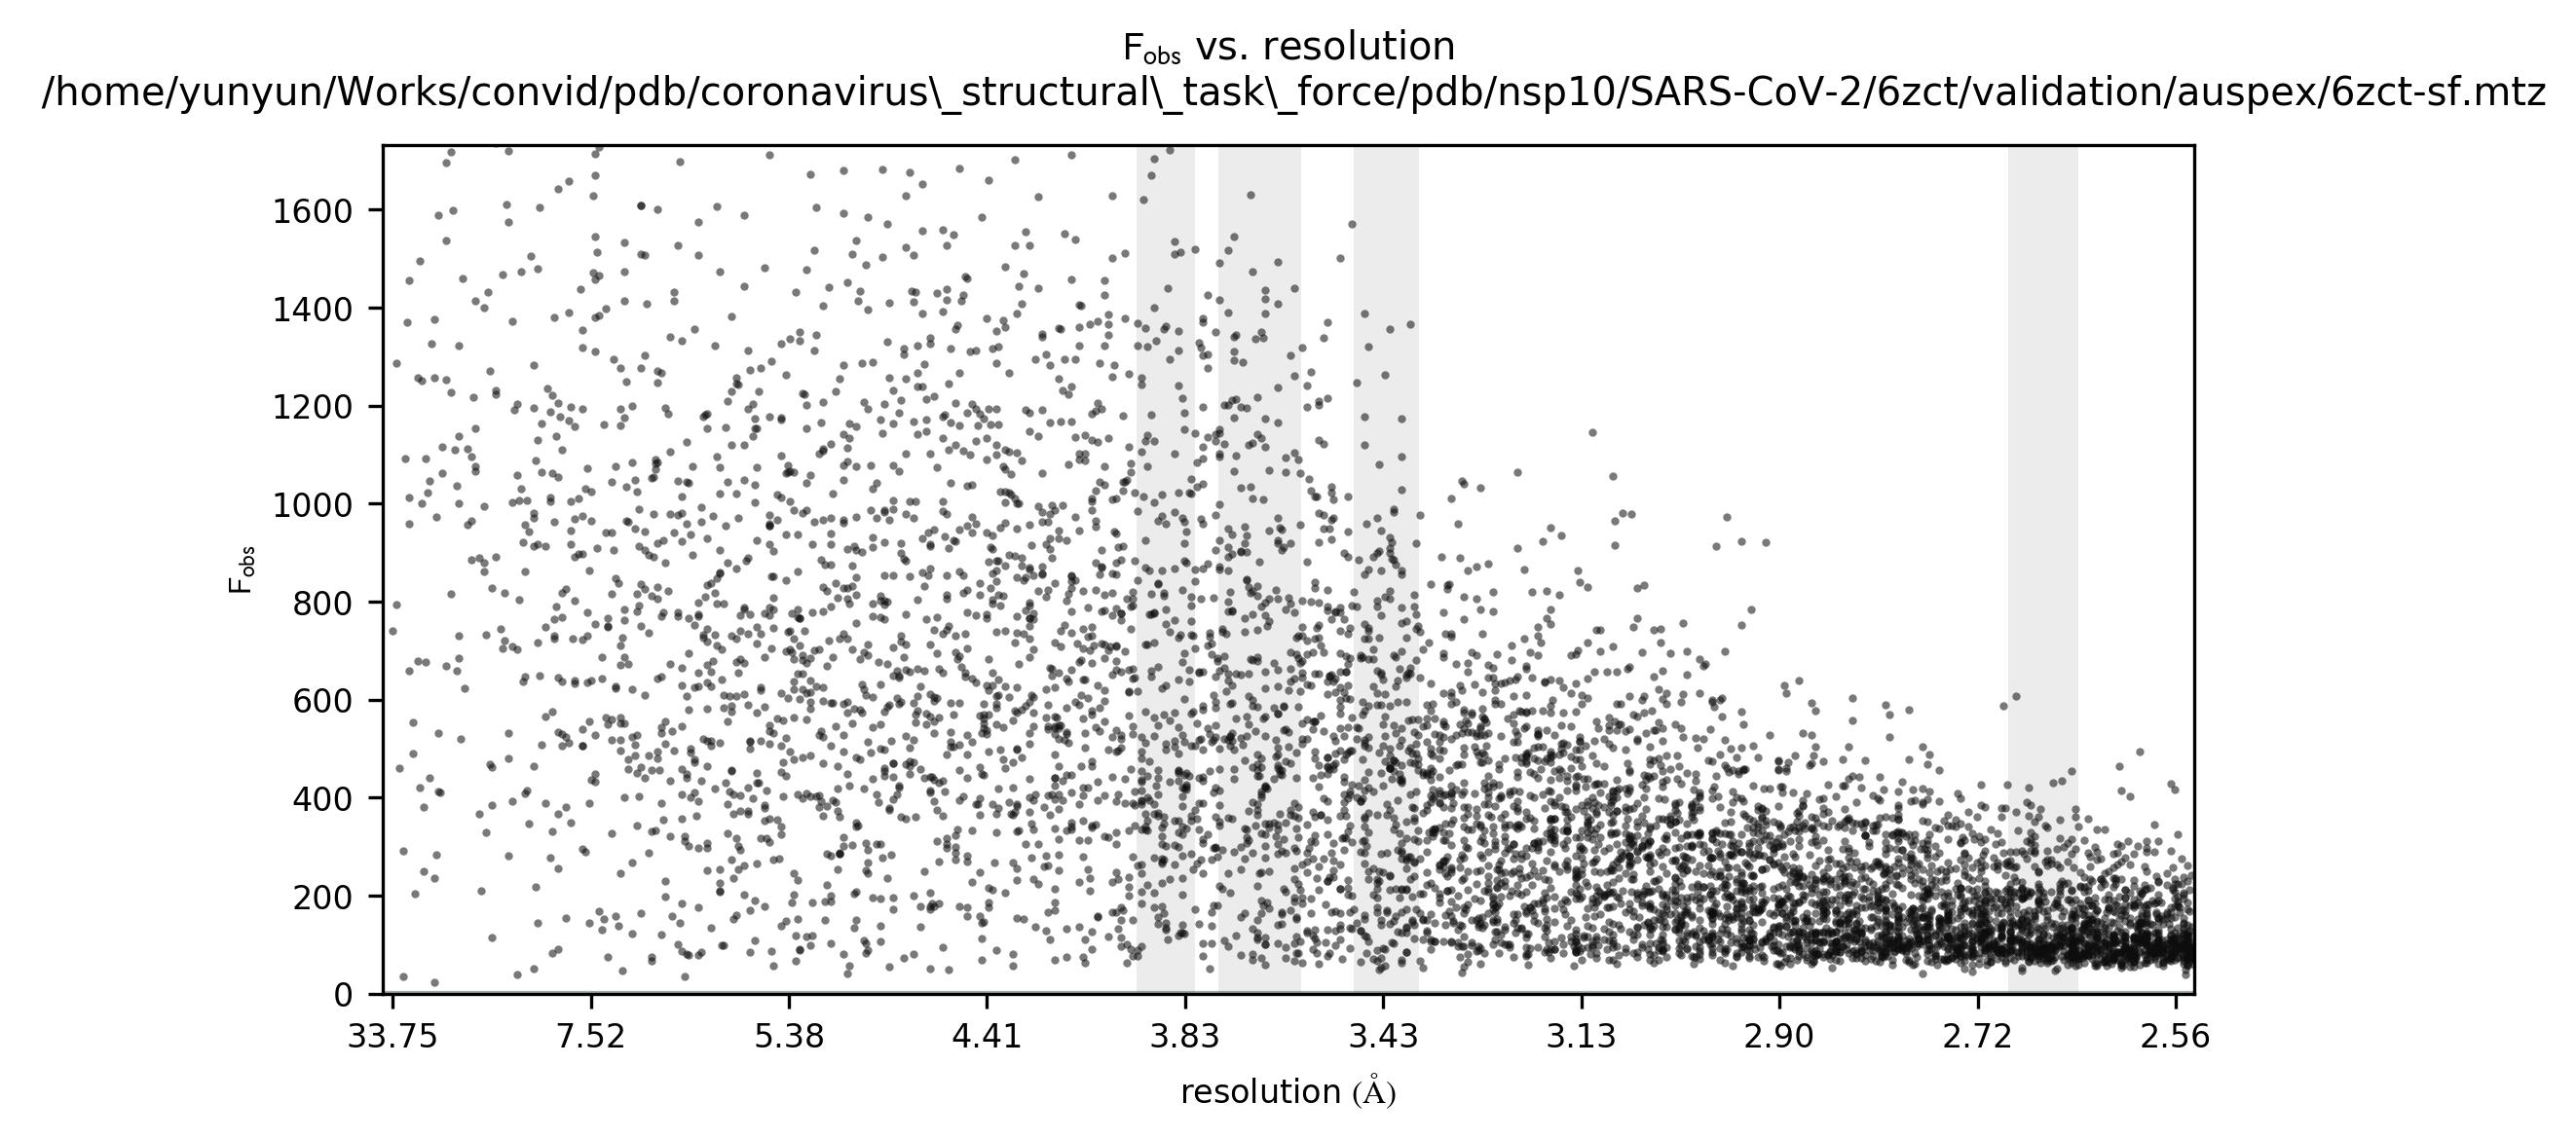 Fobs vs. resolution
/home/yunyun/Works/convid/pdb/coronavirus\_structural\_task\_force/pdb/nsp10/SARS-CoV-2/6zct/validation/auspex/6zct-sf.mtz
1600
1400
1200
1000
800
600
400
200
0
Fobs
33.75 7.52 5.38 4.41 3.83 3.43 3.13 2.90 2.72 2.56
resolution (Å)